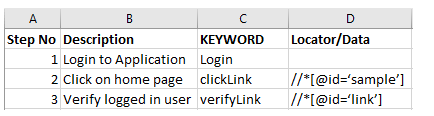 A B C D
Step No Description KEYWORD Locator/Data
1 Login to Application Login
2 Click on home page clickLink //*[@id=‘sample’]
3 Verify logged in user verifyLink //*[@id=‘link’]